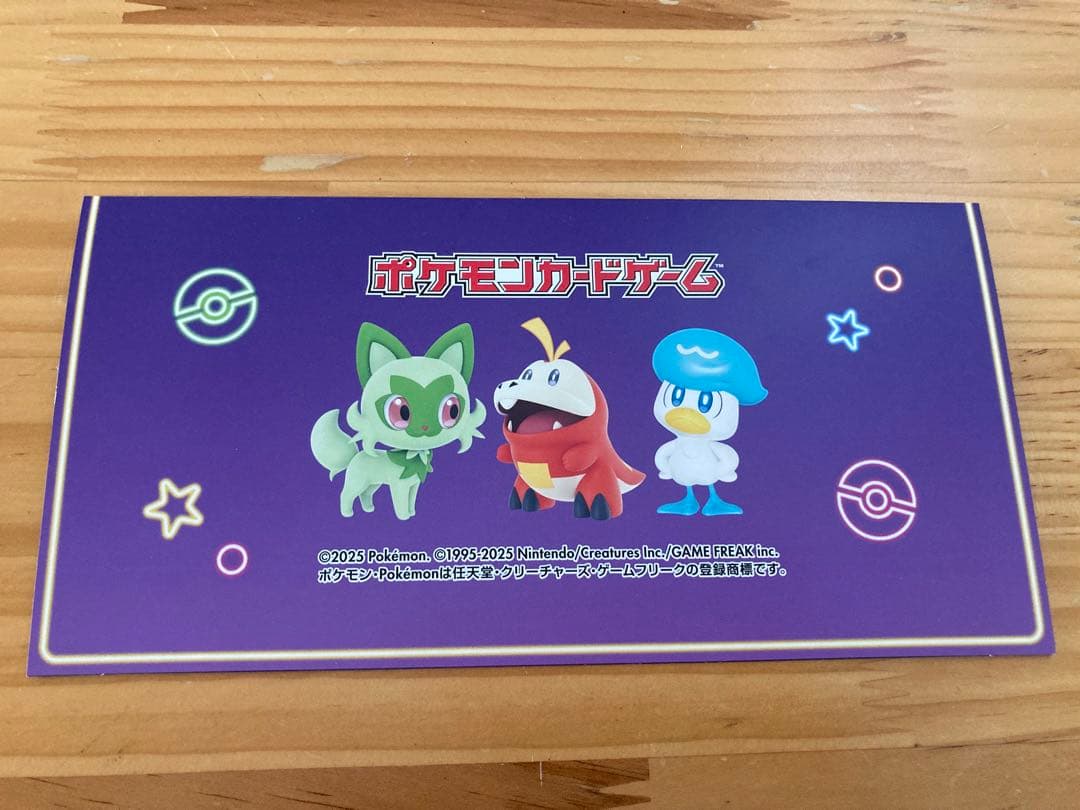 ポケモンカードゲーム™
©2025 Pokémon. ©1995-2025 Nintendo/Creatures Inc./GAME FREAK inc.
ポケモン・Pokémonは任天堂・クリーチャーズ・ゲームフリークの登録商標です。